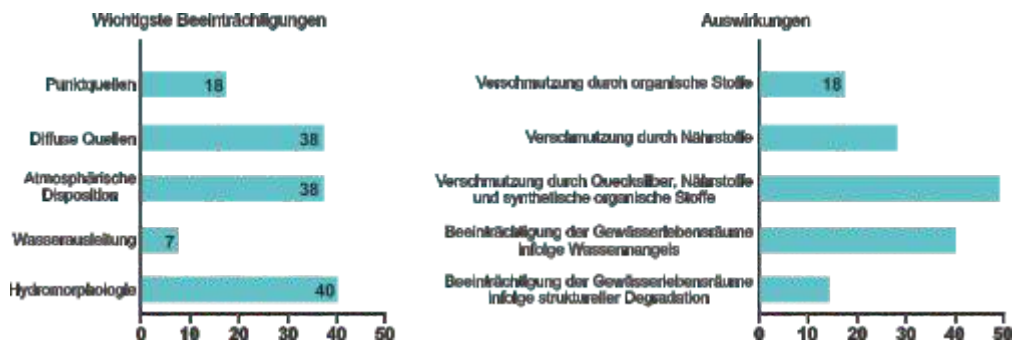 Wichtigste Beeinträchtigungen
Punktquellen
18
Diffuse Quellen
38
Atmosphärische
Disposition
38
Wasserausleitung
7
Hydromorphologie
40
0 10 20 30 40 50
Auswirkungen
Verschmutzung durch organische Stoffe
18
Verschmutzung durch Nährstoffe
Verschmutzung durch Quecksilber, Nährstoffe
und synthetische organische Stoffe
Beeinträchtigung der Gewässerlebensräume
infolge Wassermangels
Beeinträchtigung der Gewässerlebensräume
infolge struktureller Degradation
0 10 20 30 40 50